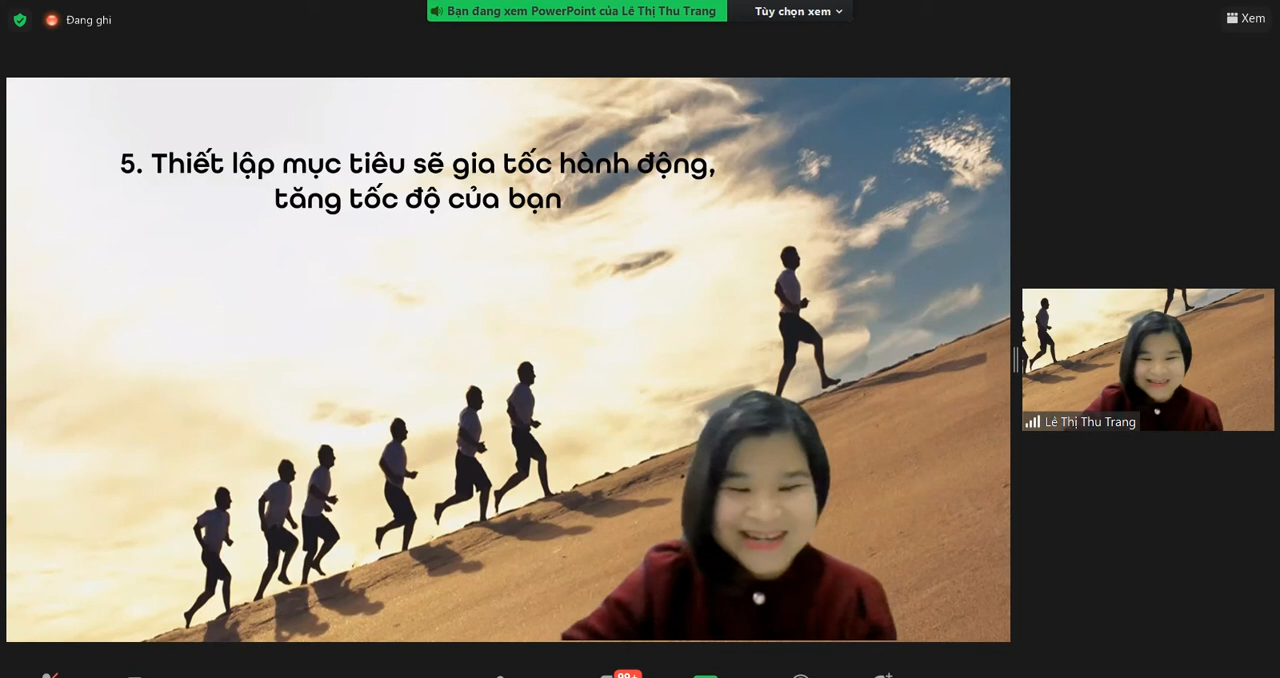 Đang ghi
Bạn đang xem PowerPoint của Lê Thị Thu Trang
Tùy chọn xem
Xem
5. Thiết lập mục tiêu sẽ gia tốc hành động,
tăng tốc độ của bạn
Lê Thị Thu Trang
99+